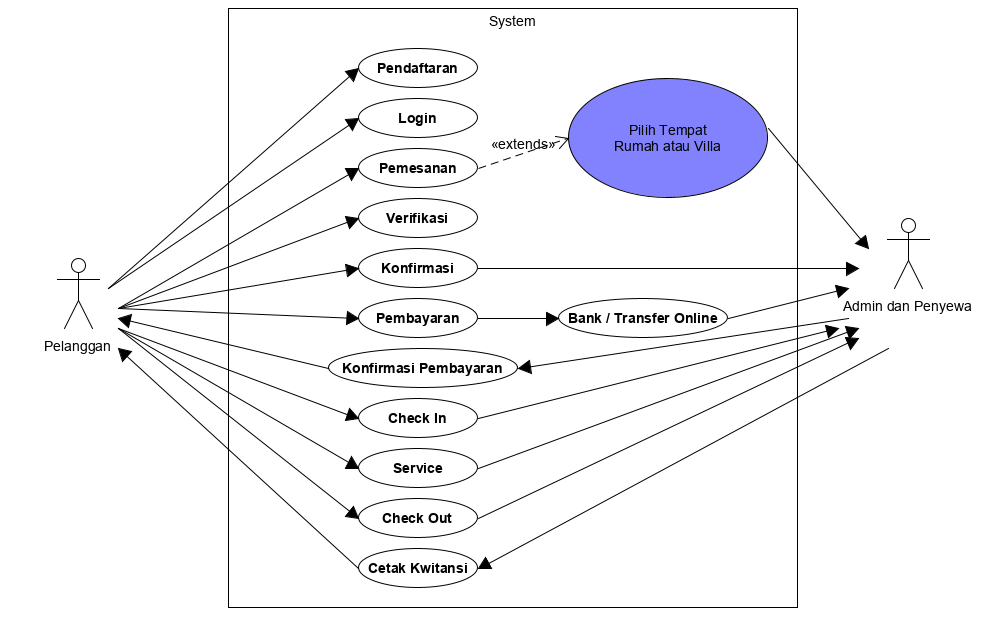 System
Pendaftaran
Login
Pemesanan
«extends»
Pilih Tempat
Rumah atau Villa
Verifikasi
Konfirmasi
Pembayaran
Bank / Transfer Online
Konfirmasi Pembayaran
Check In
Service
Check Out
Cetak Kwitansi
Pelanggan
Admin dan Penyewa